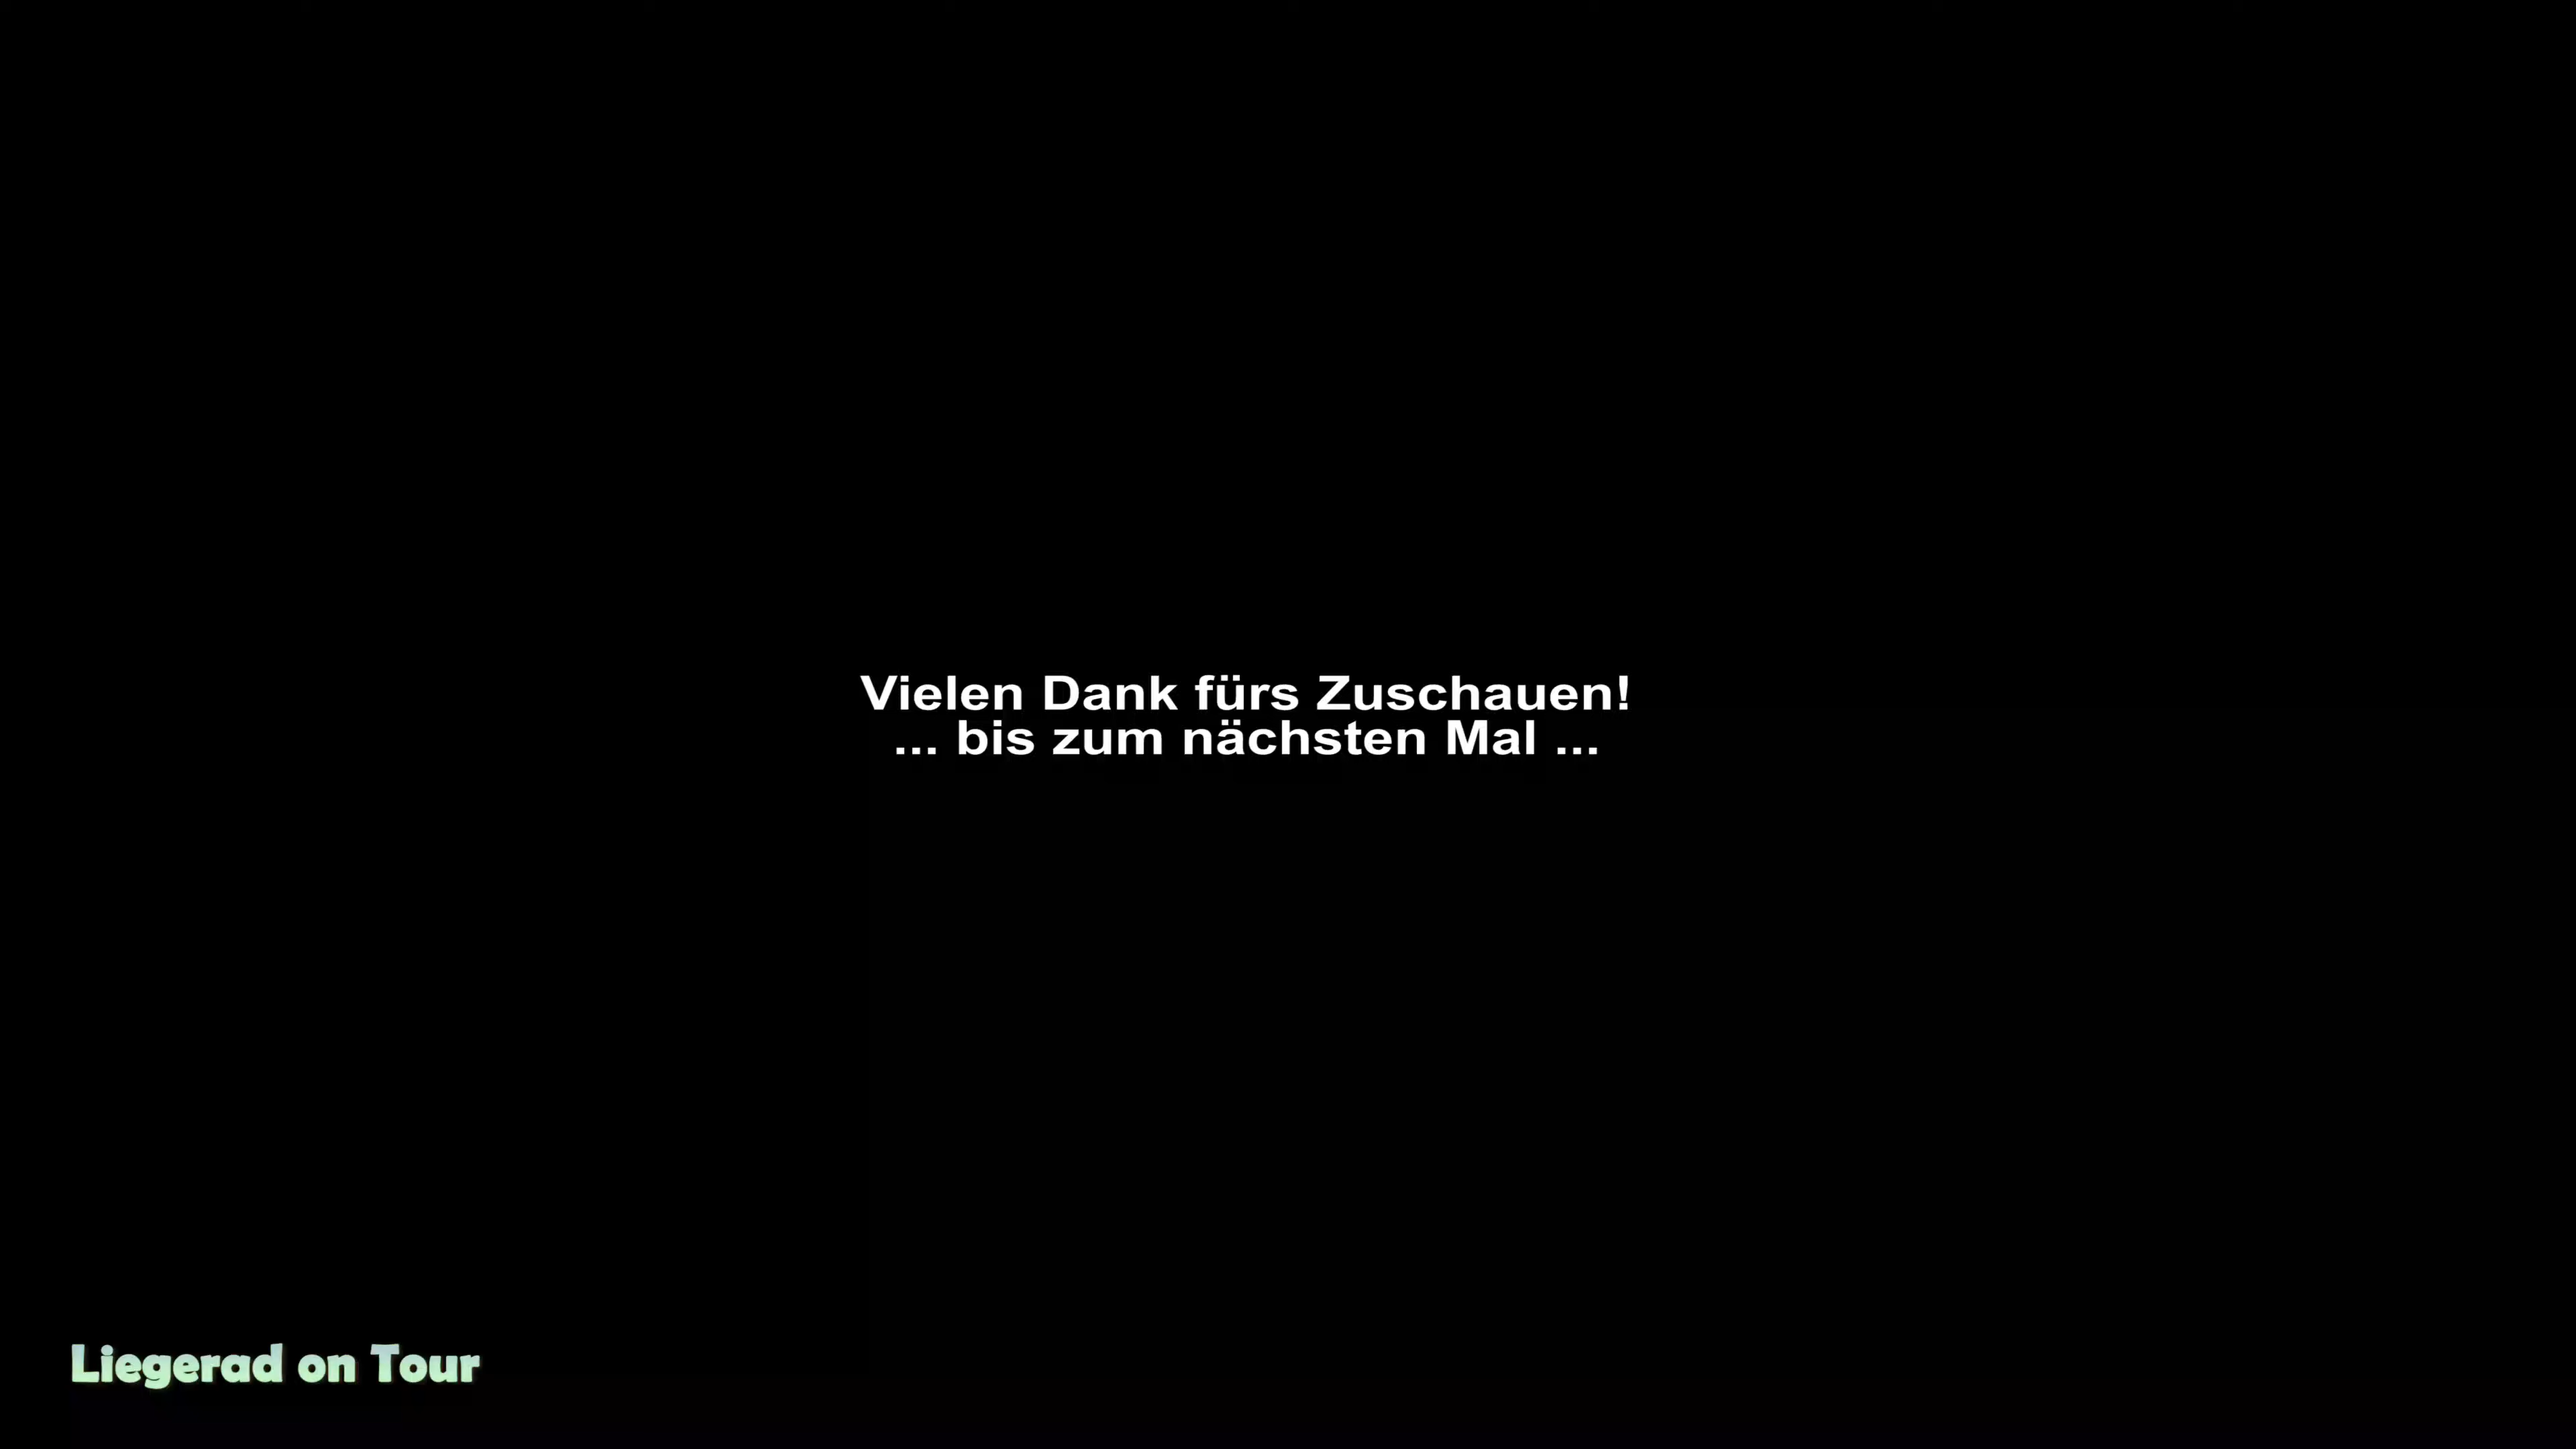 Vielen Dank fürs Zuschauen!
... bis zum nächsten Mal ...
Liegerad on Tour